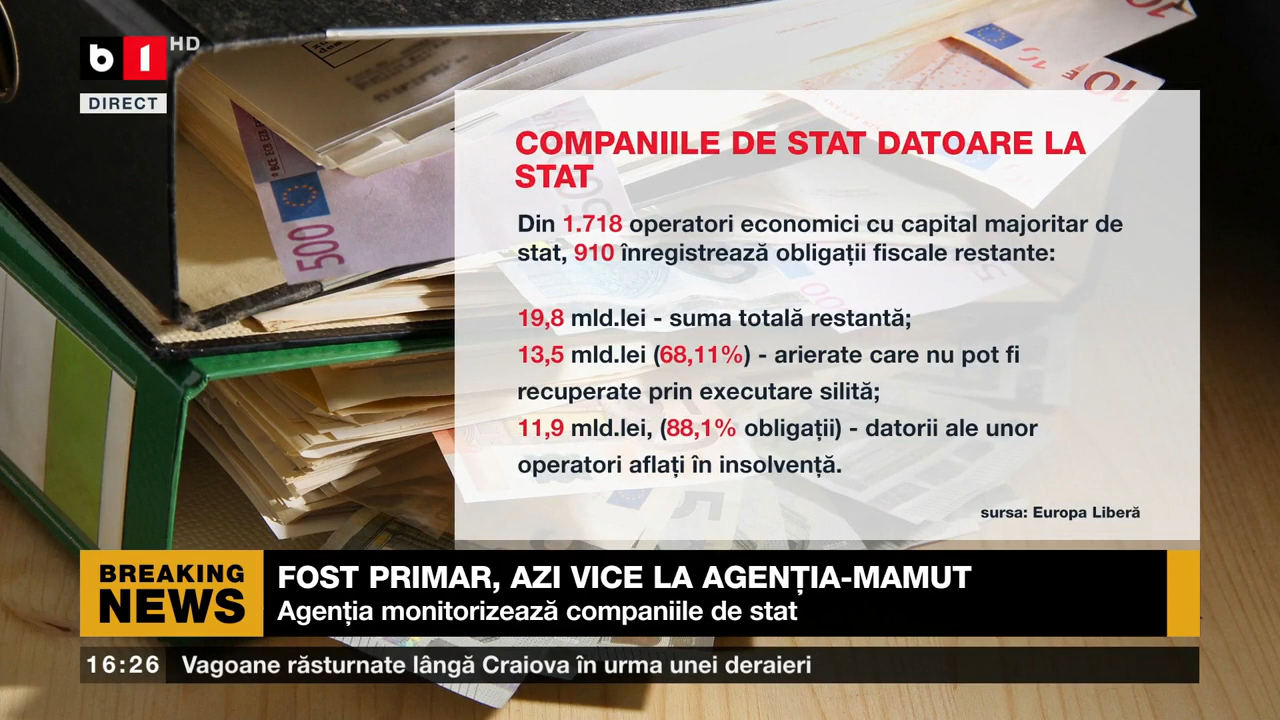 b1 HD
DIRECT
COMPANIILE DE STAT DATOARE LA
STAT
Din 1.718 operatori economici cu capital majoritar de
stat, 910 înregistrează obligații fiscale restante:
19,8 mld.lei - suma totală restantă;
13,5 mld.lei (68,11%) - arierate care nu pot fi
recuperate prin executare silită;
11,9 mld.lei, (88,1% obligații) - datorii ale unor
operatori aflați în insolvență.
sursa: Europa Liberă
BREAKING
NEWS
FOST PRIMAR, AZI VICE LA AGENȚIA-MAMUT
Agenția monitorizează companiile de stat
16:26 Vagoane răsturnate lângă Craiova în urma unei deraieri
500
10
10